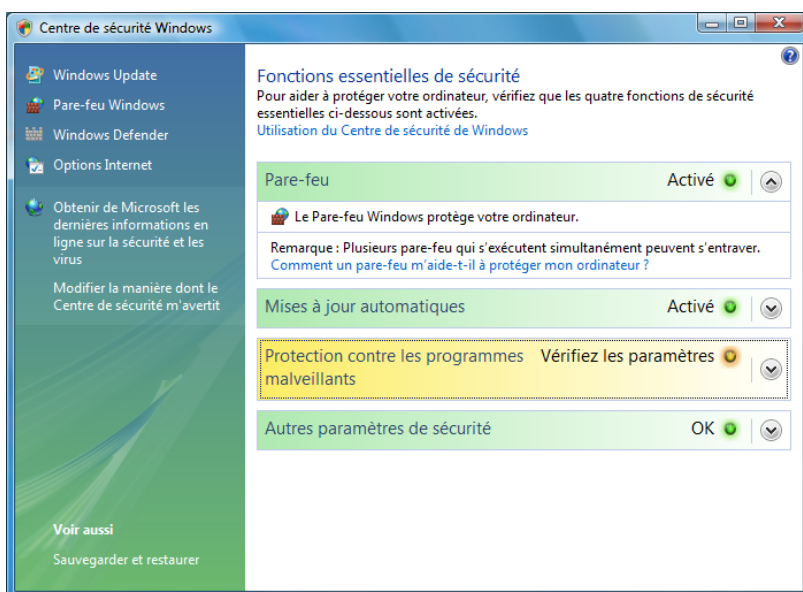 Centre de sécurité Windows
Windows Update
Pare-feu Windows
Windows Defender
Options Internet
Obtenir de Microsoft les
dernières informations en
ligne sur la sécurité et les
virus
Modifier la manière dont le
Centre de sécurité m'avertit
Voir aussi
Sauvegarder et restaurer
Fonctions essentielles de sécurité
Pour aider à protéger votre ordinateur, vérifiez que les quatre fonctions de sécurité
essentielles ci-dessous sont activées.
Utilisation du Centre de sécurité de Windows
Pare-feu Activé
Le Pare-feu Windows protège votre ordinateur.
Remarque : Plusieurs pare-feu qui s'exécutent simultanément peuvent s'entraver.
Comment un pare-feu m'aide-t-il à protéger mon ordinateur ?
Mises à jour automatiques Activé
Protection contre les programmes Vérifiez les paramètres
malveillants
Autres paramètres de sécurité OK